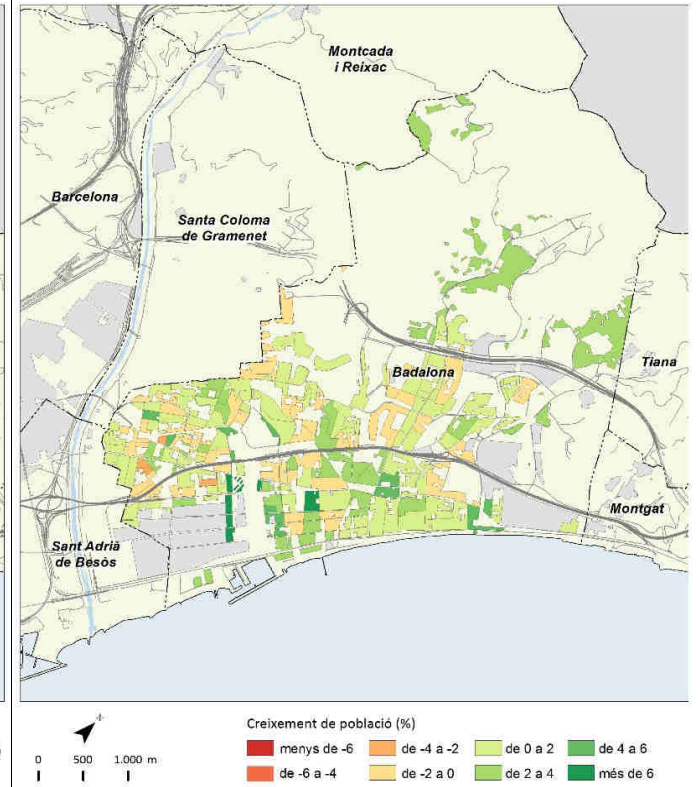 Montcada
i Reixac
Barcelona
Santa Coloma
de Gramenet
Badalona
Tiana
Montgat
Sant Adrià
de Besòs
0 500 1.000 m
Creixement de població (%)
menys de -6
de -4 a -2
de 0 a 2
de 4 a 6
de -6 a -4
de -2 a 0
de 2 a 4
més de 6